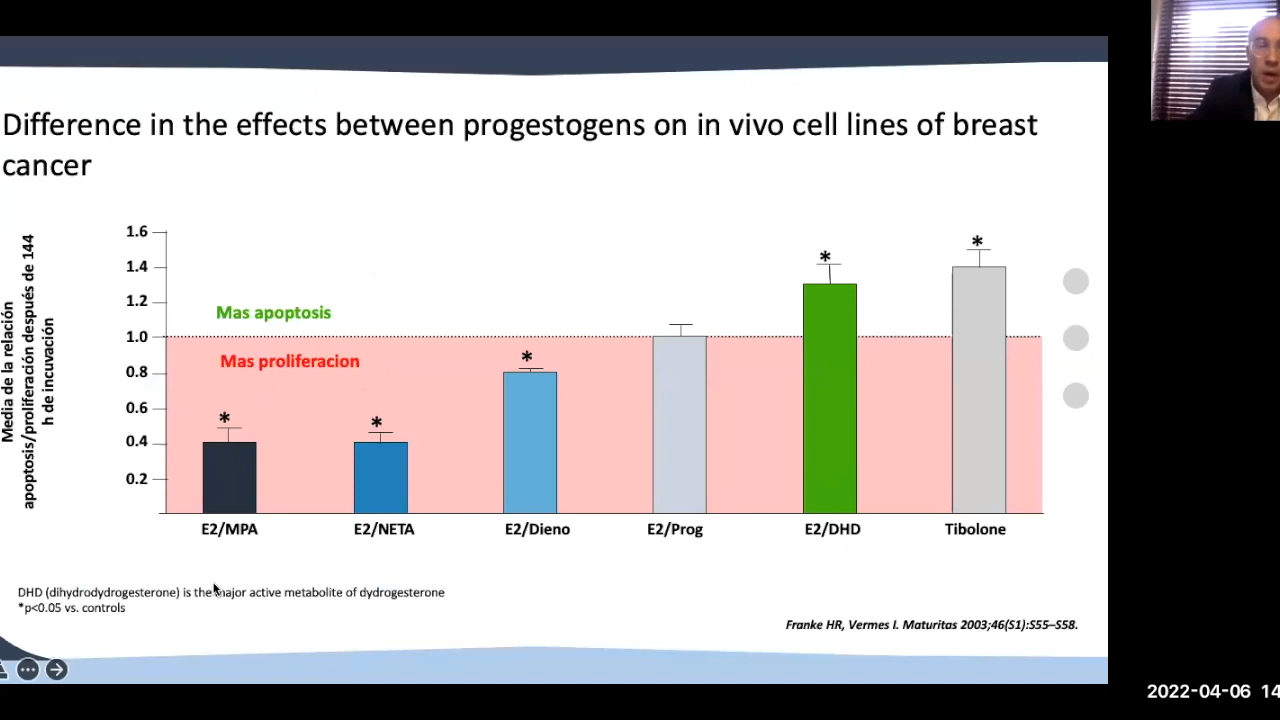 Difference in the effects between progestogens on in vivo cell lines of breast
cancer
Media de la relación
apoptosis/proliferación después de 144
h de incuvación
1.6
1.4
1.2
1.0
0.8
0.6
0.4
0.2
Mas apoptosis
Mas proliferacion
*
*
*
*
*
E2/MPA
E2/NETA
E2/Dieno
E2/Prog
E2/DHD
Tibolone
DHD (dihydrodydrogesterone) is the major active metabolite of dydrogesterone
*p<0.05 vs. controls
Franke HR, Vermes I. Maturitas 2003;46(S1):S55–S58.
2022-04-06 14